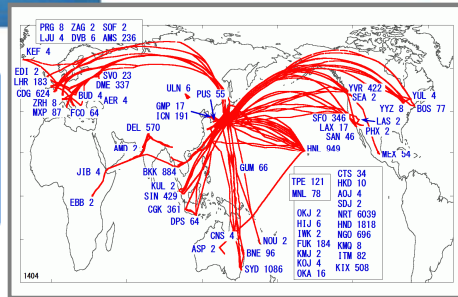 PRG 8 ZAG 2 SOF 2
LJU 4 DVB 6 AMS 236
KEF 4
EDI 2
LHR 183
CDG 624
ZRH 8
MXP 87
SVO 23
DME 337
BUD 4
AER 4
FCO 64
ULN 6
PUS 55
GMP 17
ICN 191
DEL 570
AMD 2
BKK 884
JIB 4
EBB 2
KUL 2
SIN 429
CGK 361
DPS 64
GUM 66
HNL 949
YVR 422
SEA 2
YUL 4
YYZ 8
BOS 77
SFO 346
LAS 2
LAX 17
PHX 2
SAN 46
MEX 54
TPE 121
MNL 78
CTS 34
HKD 10
AOJ 4
SDJ 2
NRT 6039
HND 1818
NGO 696
KMQ 8
ITM 82
KIX 508
OKJ 2
HIJ 6
IWK 2
FUK 184
KMJ 2
KOJ 4
OKA 16
CNS 4
ASP 2
NOU 2
BNE 96
SYD 1086
1404